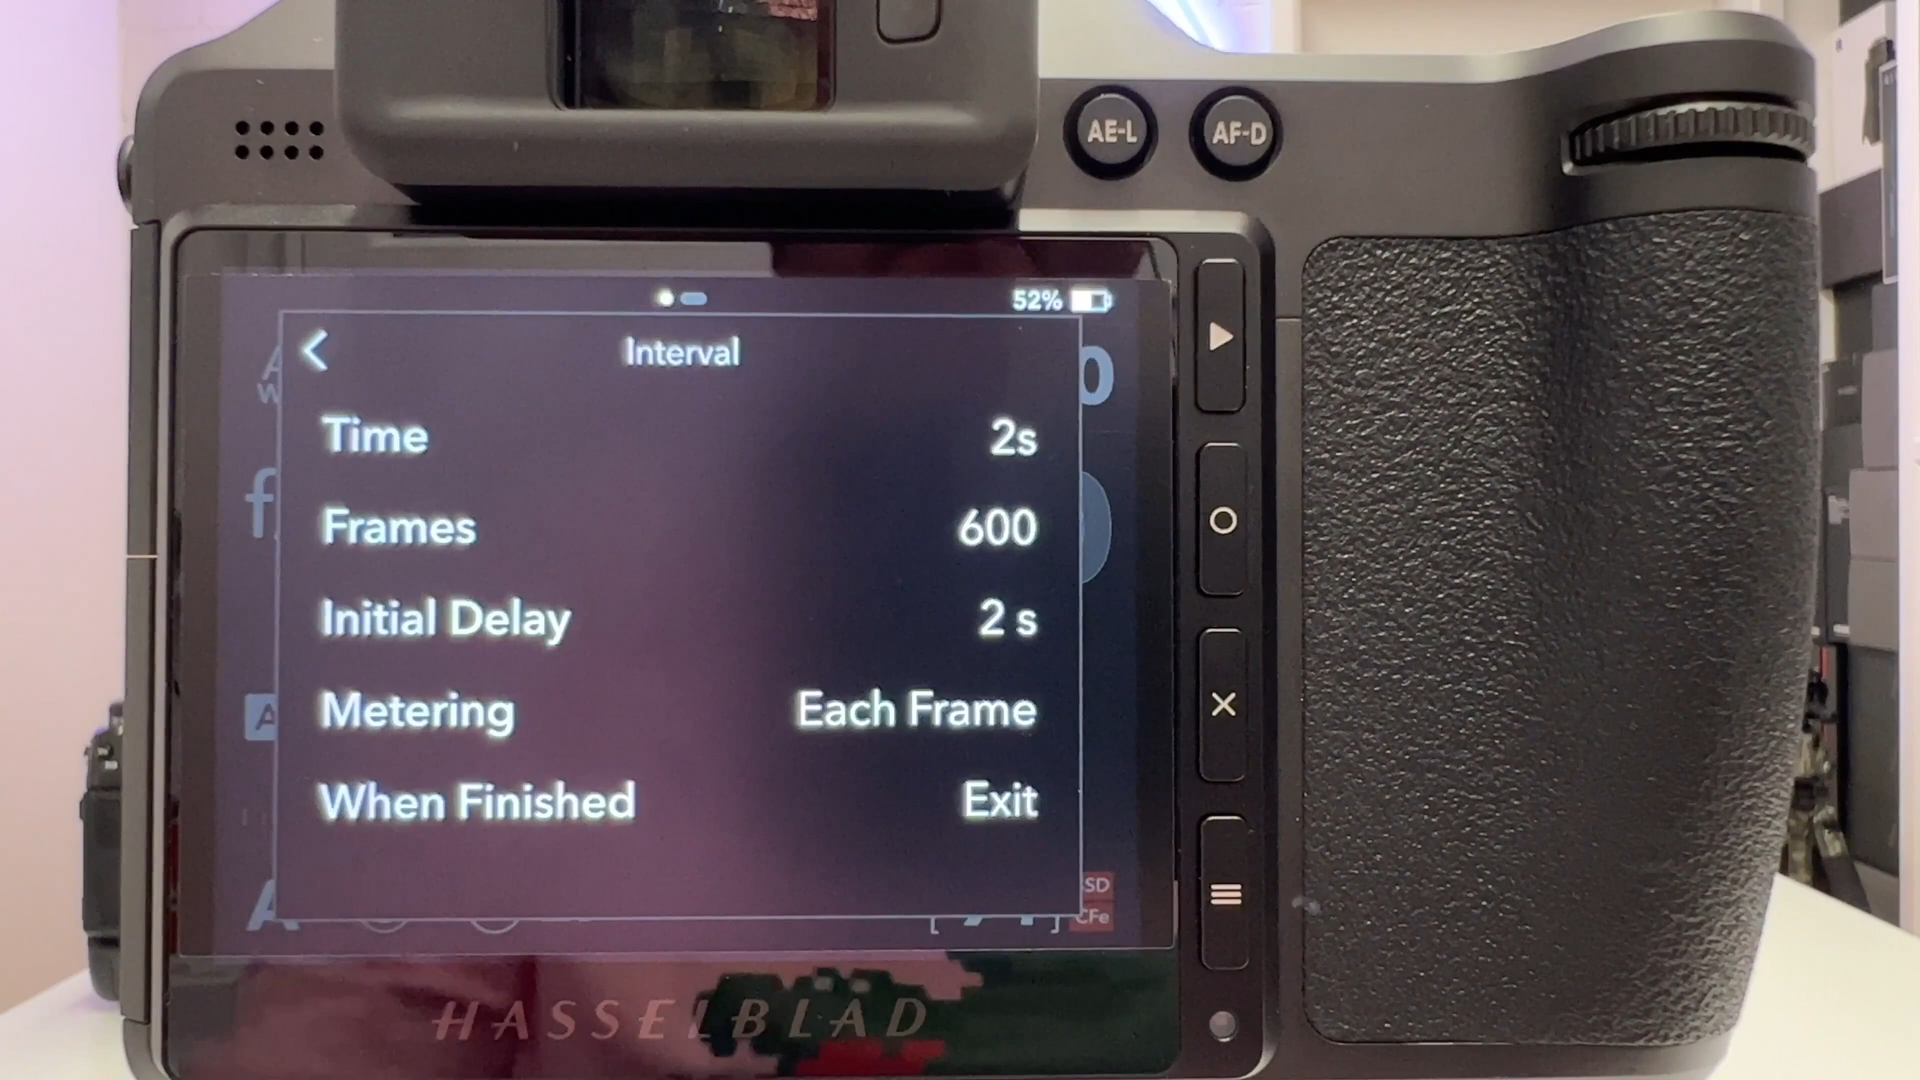 AE-L AF-D
52%
Interval
Time 2s
Frames 600
Initial Delay 2 s
Metering Each Frame
When Finished Exit
SSD
CFe
HASSELBLAD